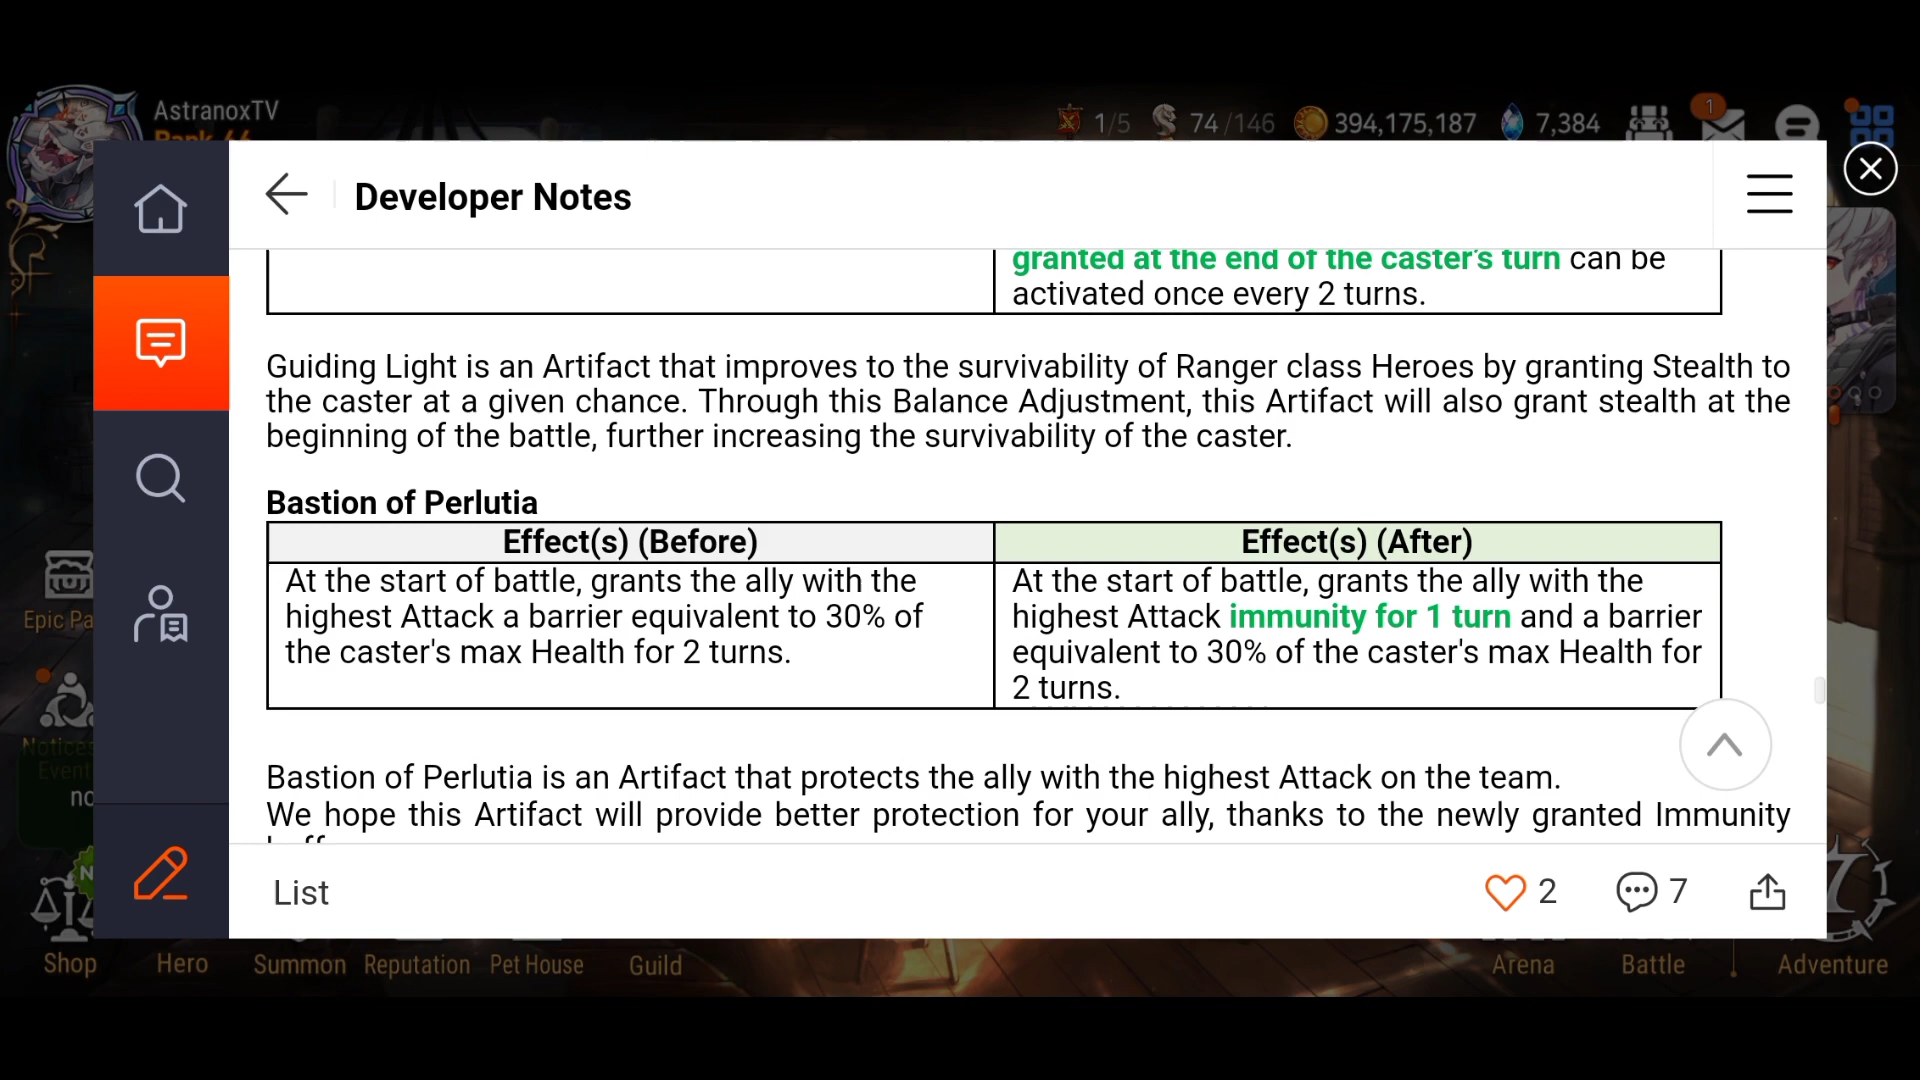 AstranoxTV
Rank 66
1/5
74/146
394,175,187
7,384
1
Developer Notes
granted at the end of the caster's turn can be
activated once every 2 turns.
Guiding Light is an Artifact that improves to the survivability of Ranger class Heroes by granting Stealth to
the caster at a given chance. Through this Balance Adjustment, this Artifact will also grant stealth at the
beginning of the battle, further increasing the survivability of the caster.
Bastion of Perlutia
Effect(s) (Before)
Effect(s) (After)
At the start of battle, grants the ally with the
highest Attack a barrier equivalent to 30% of
the caster's max Health for 2 turns.
At the start of battle, grants the ally with the
highest Attack immunity for 1 turn and a barrier
equivalent to 30% of the caster's max Health for
2 turns.
Bastion of Perlutia is an Artifact that protects the ally with the highest Attack on the team.
We hope this Artifact will provide better protection for your ally, thanks to the newly granted Immunity
List
2
7
Epic Pa
Notices
Event
no
N
Shop
Hero
Summon
Reputation
Pet House
Guild
Arena
Battle
Adventure